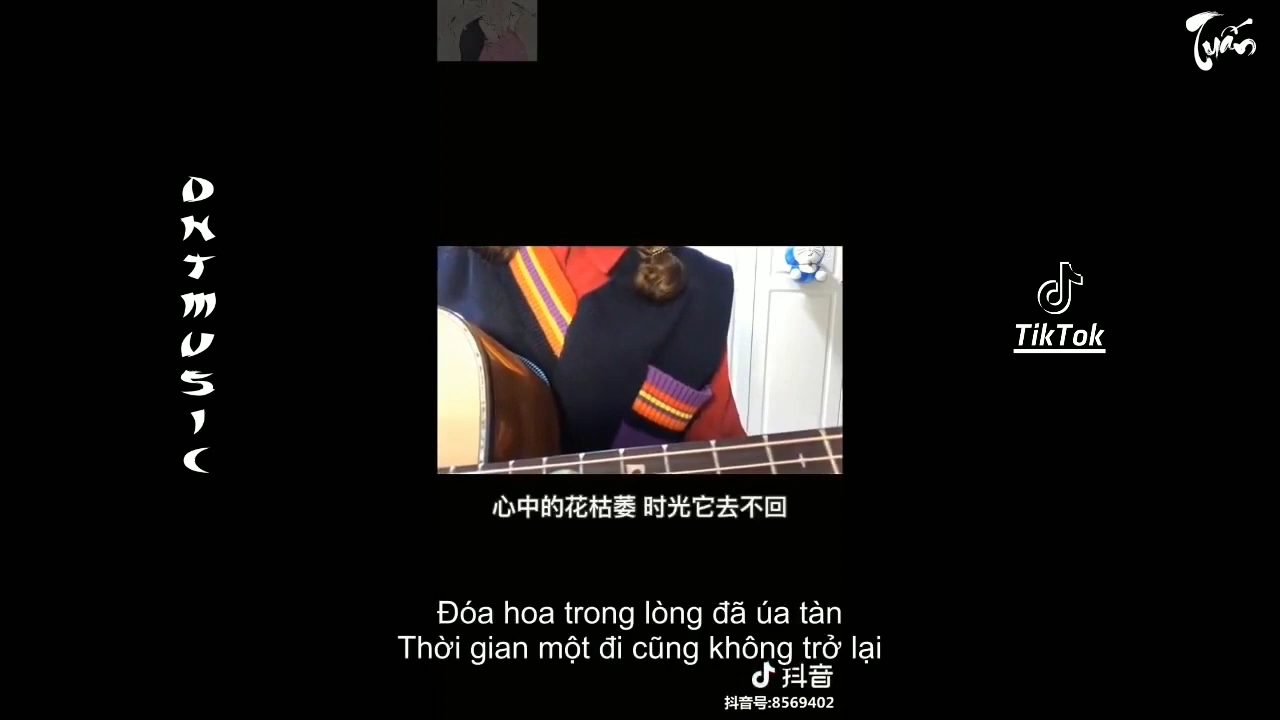 Tuấn
DHTMUSIC
TikTok
心中的花枯萎 时光它去不回
Đóa hoa trong lòng đã úa tàn
Thời gian một đi cũng không trở lại
抖音
抖音号:8569402